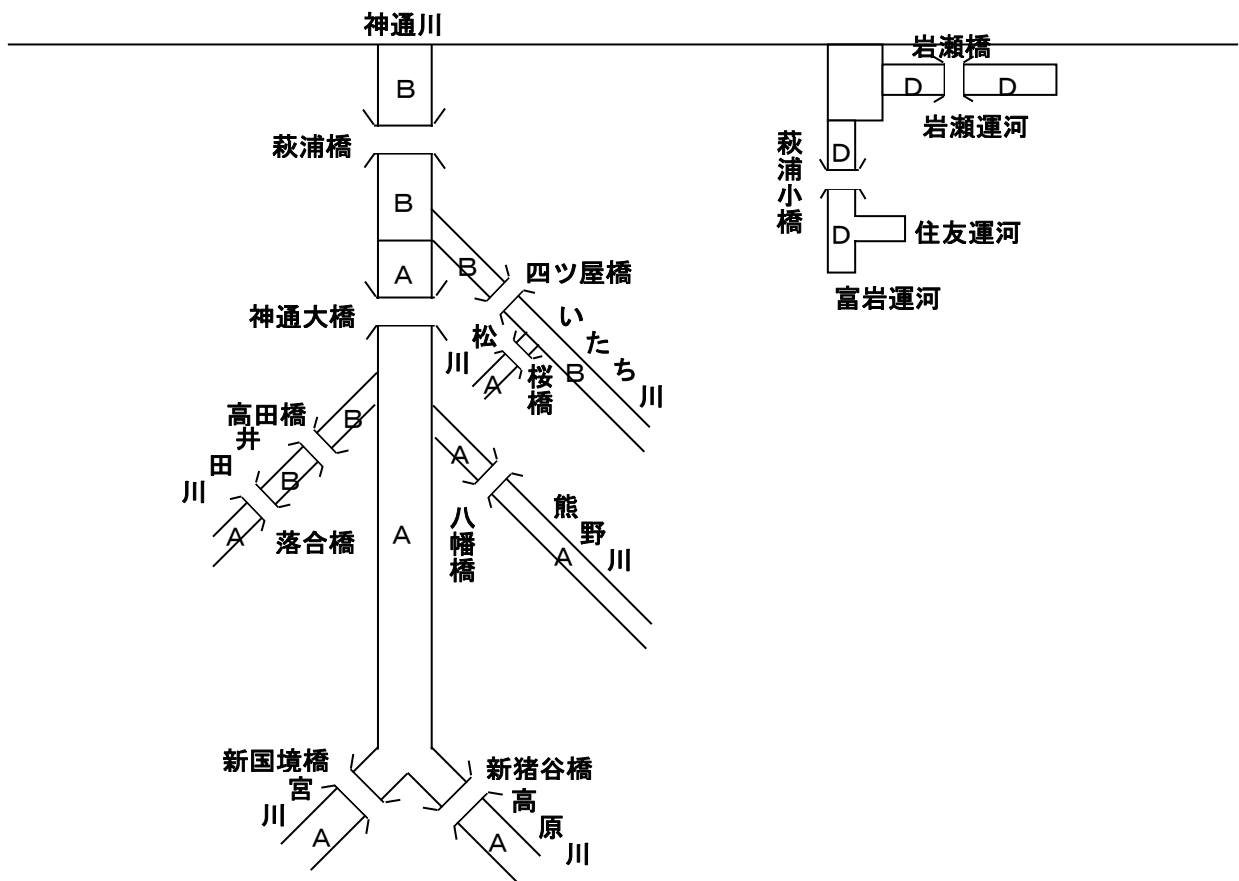 神通川
岩瀬橋
B
D
D
岩瀬運河
萩浦橋
萩浦小橋
D
B
D
住友運河
富岩運河
A
B
四ツ屋橋
神通大橋
いたち川
B
松川
A
桜橋
高田橋
B
井田川
B
A
落合橋
A
八幡橋
A
熊野川
A
新国境橋
新猪谷橋
宮川
A
高原川
A